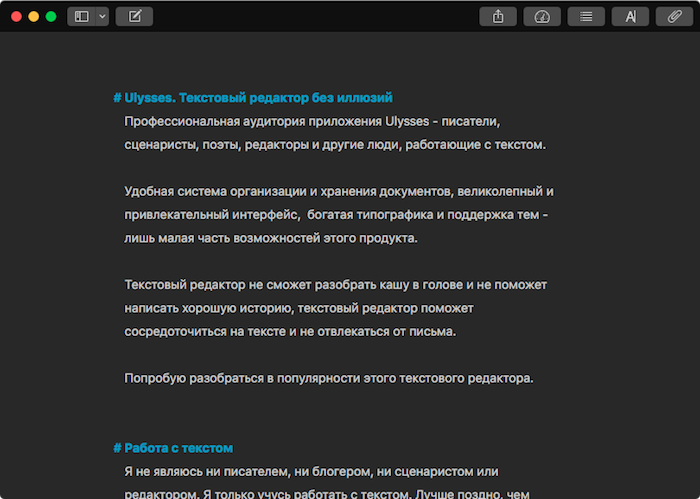 # Ulysses. Текстовый редактор без иллюзий
Профессиональная аудитория приложения Ulysses - писатели,
сценаристы, поэты, редакторы и другие люди, работающие с текстом.
Удобная система организации и хранения документов, великолепный и
привлекательный интерфейс,  богатая типографика и поддержка тем -
лишь малая часть возможностей этого продукта.
Текстовый редактор не сможет разобрать кашу в голове и не поможет
написать хорошую историю, текстовый редактор поможет
сосредоточиться на тексте и не отвлекаться от письма.
Попробую разобраться в популярности этого текстового редактора.
# Работа с текстом
Я не являюсь ни писателем, ни блогером, ни сценаристом или
редактором. Я только учусь работать с текстом. Лучше поздно, чем